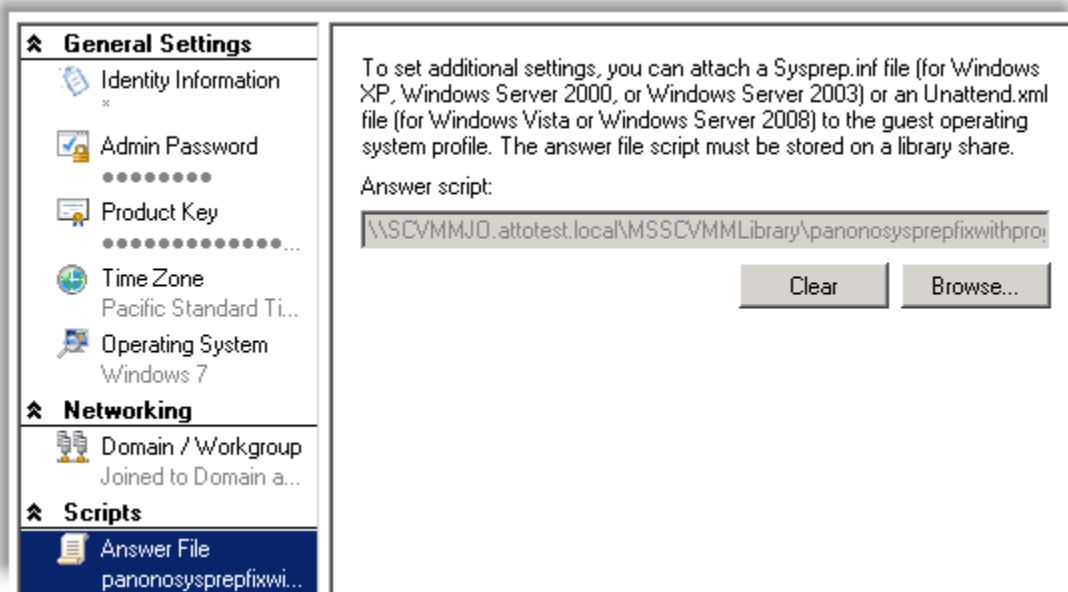 General Settings
Identity Information
*
Admin Password
●●●●●●●●
Product Key
●●●●●●●●●●●●●...
Time Zone
Pacific Standard Ti...
Operating System
Windows 7
Networking
Domain / Workgroup
Joined to Domain a...
Scripts
Answer File
panonosysprepfixwi...
To set additional settings, you can attach a Sysprep.inf file (for Windows
XP, Windows Server 2000, or Windows Server 2003) or an Unattend.xml
file (for Windows Vista or Windows Server 2008) to the guest operating
system profile. The answer file script must be stored on a library share.
Answer script:
\\SCVMMJO.attotest.local\MSSCVMMLibrary\panonosysprepfixwithprog
Clear
Browse...